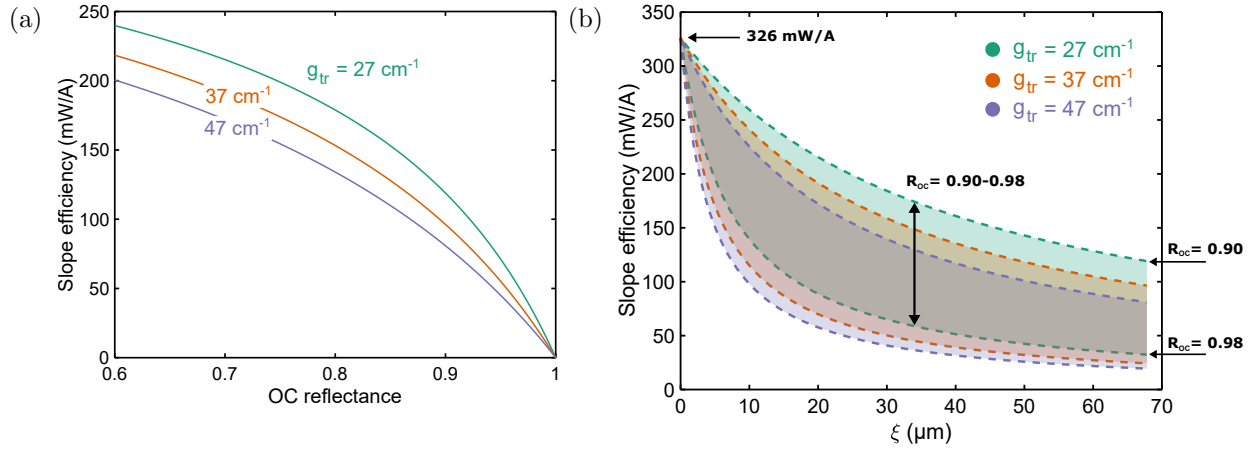 (a)
Slope efficiency (mW/A)
250
200
150
100
50
0
g_tr = 27 cm⁻¹
37 cm⁻¹
47 cm⁻¹
0.6
0.7
0.8
0.9
1
OC reflectance
(b)
Slope efficiency (mW/A)
350
300
250
200
150
100
50
0
326 mW/A
g_tr = 27 cm⁻¹
g_tr = 37 cm⁻¹
g_tr = 47 cm⁻¹
R_oc= 0.90-0.98
R_oc= 0.90
R_oc= 0.98
0
10
20
30
40
50
60
70
ξ (μm)